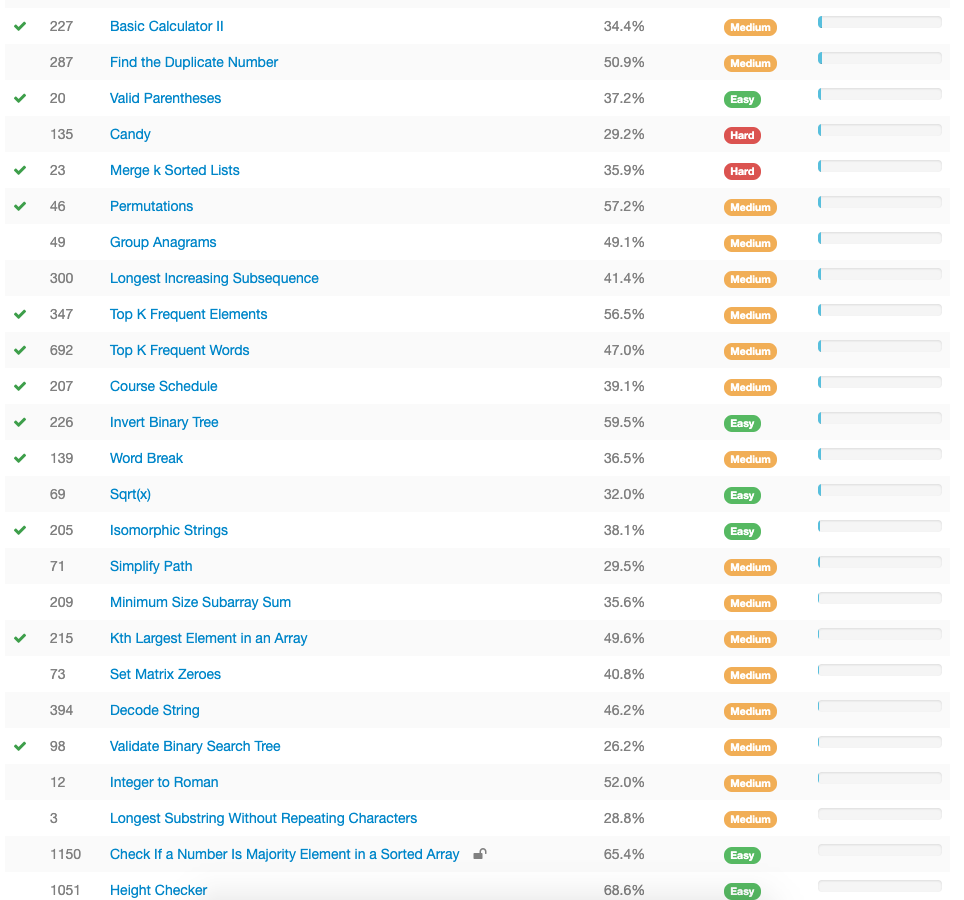 227 Basic Calculator II 34.4% Medium
287 Find the Duplicate Number 50.9% Medium
20 Valid Parentheses 37.2% Easy
135 Candy 29.2% Hard
23 Merge k Sorted Lists 35.9% Hard
46 Permutations 57.2% Medium
49 Group Anagrams 49.1% Medium
300 Longest Increasing Subsequence 41.4% Medium
347 Top K Frequent Elements 56.5% Medium
692 Top K Frequent Words 47.0% Medium
207 Course Schedule 39.1% Medium
226 Invert Binary Tree 59.5% Easy
139 Word Break 36.5% Medium
69 Sqrt(x) 32.0% Easy
205 Isomorphic Strings 38.1% Easy
71 Simplify Path 29.5% Medium
209 Minimum Size Subarray Sum 35.6% Medium
215 Kth Largest Element in an Array 49.6% Medium
73 Set Matrix Zeroes 40.8% Medium
394 Decode String 46.2% Medium
98 Validate Binary Search Tree 26.2% Medium
12 Integer to Roman 52.0% Medium
3 Longest Substring Without Repeating Characters 28.8% Medium
1150 Check If a Number Is Majority Element in a Sorted Array 65.4% Easy
1051 Height Checker 68.6% Easy